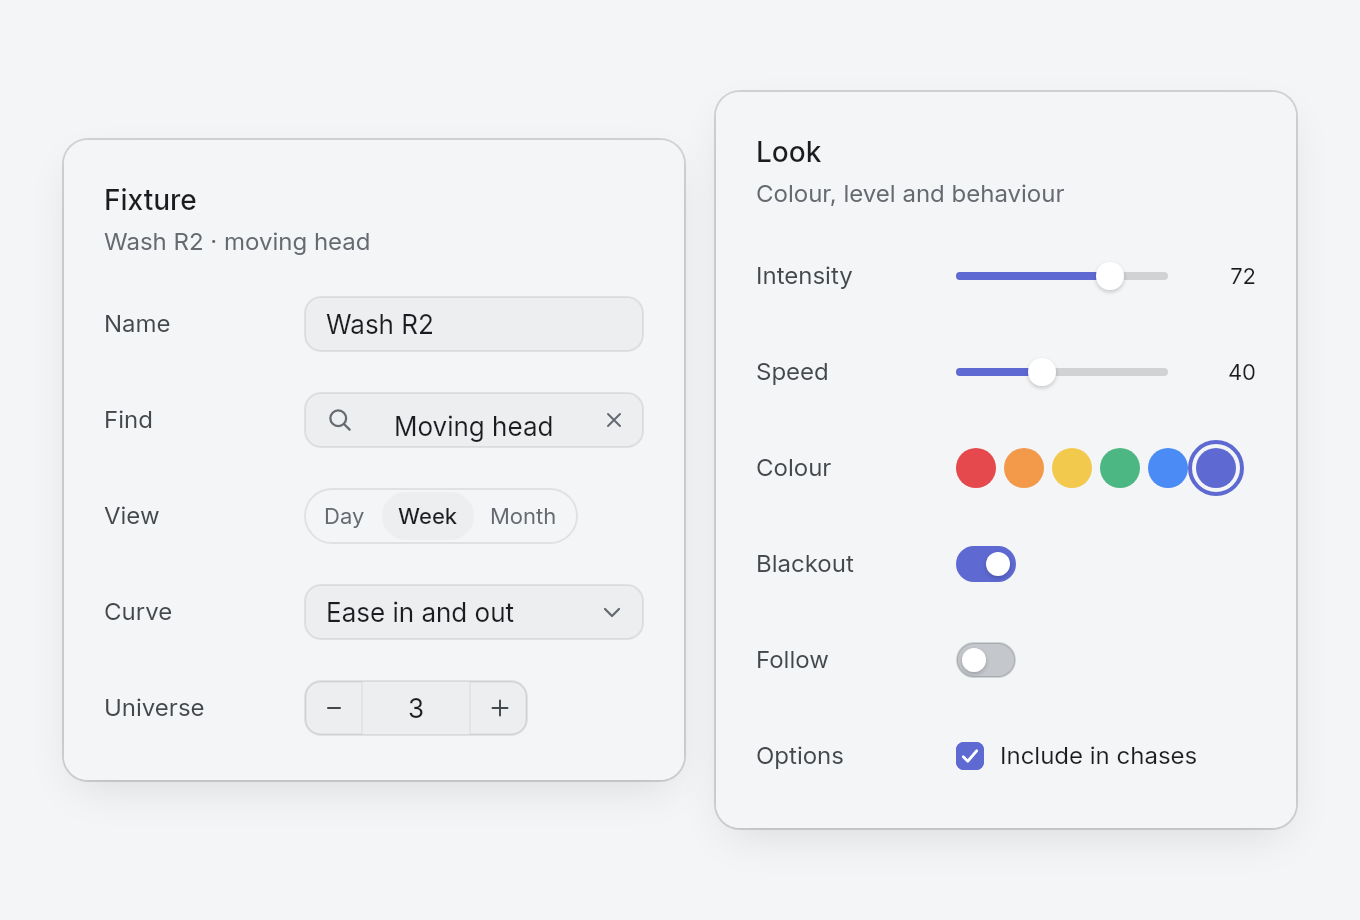 Fixture
Wash R2 · moving head
Name
Wash R2
Find
Moving head
View
Day Week Month
Curve
Ease in and out
Universe
3
Look
Colour, level and behaviour
Intensity
72
Speed
40
Colour
Blackout
Follow
Options
Include in chases